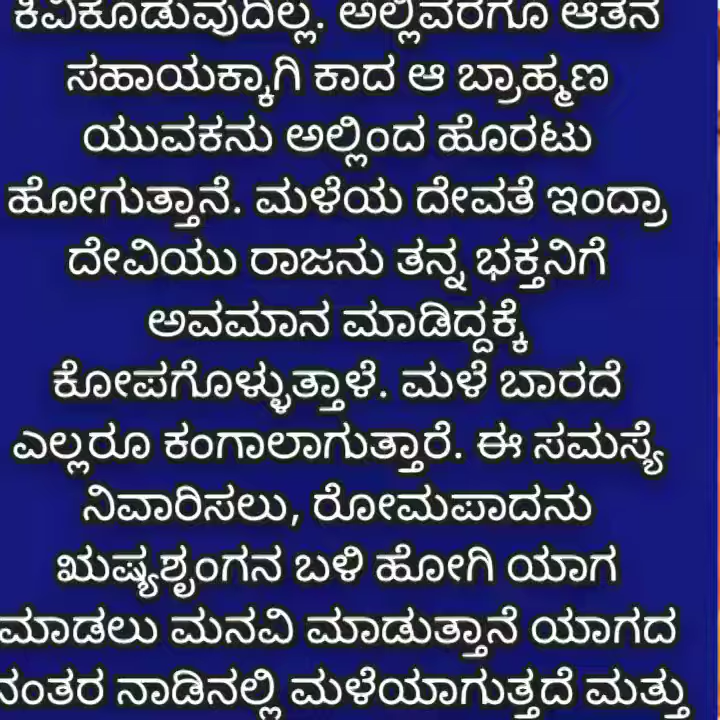 ಕಿವಿಕೊಡುವುದಿಲ್ಲ. ಅಲ್ಲಿವರೆಗೂ ಆತನ
ಸಹಾಯಕ್ಕಾಗಿ ಕಾದ ಆ ಬ್ರಾಹ್ಮಣ
ಯುವಕನು ಅಲ್ಲಿಂದ ಹೊರಟು
ಹೋಗುತ್ತಾನೆ. ಮಳೆಯ ದೇವತೆ ಇಂದ್ರಾ
ದೇವಿಯು ರಾಜನು ತನ್ನ ಭಕ್ತನಿಗೆ
ಅವಮಾನ ಮಾಡಿದ್ದಕ್ಕೆ
ಕೋಪಗೊಳ್ಳುತ್ತಾಳೆ. ಮಳೆ ಬಾರದೆ
ಎಲ್ಲರೂ ಕಂಗಾಲಾಗುತ್ತಾರೆ. ಈ ಸಮಸ್ಯೆ
ನಿವಾರಿಸಲು, ರೋಮಪಾದನು
ಋಷ್ಯಶೃಂಗನ ಬಳಿ ಹೋಗಿ ಯಾಗ
ಮಾಡಲು ಮನವಿ ಮಾಡುತ್ತಾನೆ ಯಾಗದ
ನಂತರ ನಾಡಿನಲ್ಲಿ ಮಳೆಯಾಗುತ್ತದೆ ಮತ್ತು